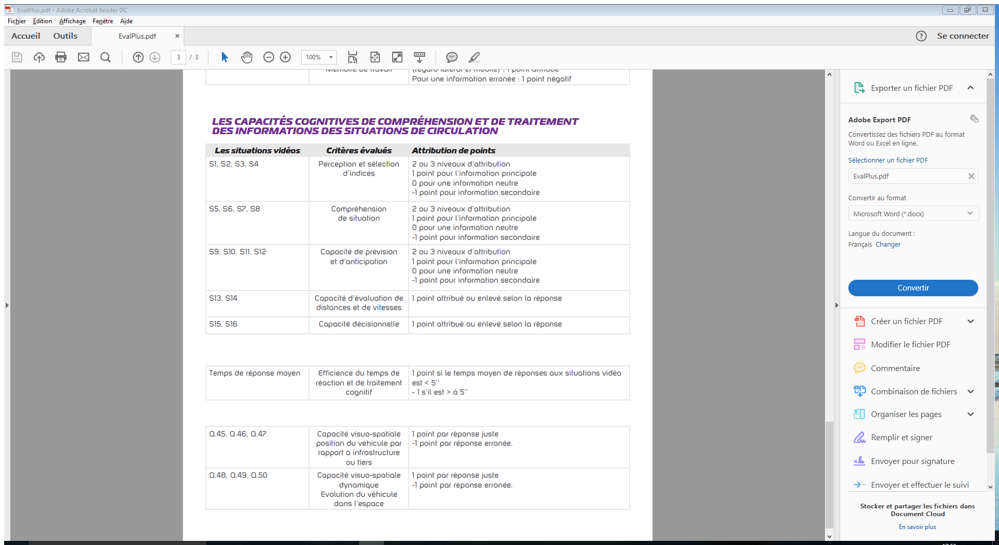 EvalPlus.pdf - Adobe Acrobat Reader DC
Fichier Edition Affichage Fenêtre Aide
Accueil Outils EvalPlus.pdf × ? Se connecter
3 / 3 100%
Mémoire de travail (regard latéral et mobile) : 1 point attribué
Pour une information erronée : 1 point négatif
LES CAPACITÉS COGNITIVES DE COMPRÉHENSION ET DE TRAITEMENT
DES INFORMATIONS DES SITUATIONS DE CIRCULATION
Les situations vidéos Critères évalués Attribution de points
S1, S2, S3, S4 Perception et sélection 2 ou 3 niveaux d'attribution
d'indices 1 point pour l'information principale
0 pour une information neutre
-1 point pour information secondaire
S5, S6, S7, S8 Compréhension 2 ou 3 niveaux d'attribution
de situation 1 point pour l'information principale
0 pour une information neutre
-1 point pour information secondaire
S9, S10, S11, S12 Capacité de prévision 2 ou 3 niveaux d'attribution
et d'anticipation 1 point pour l'information principale
0 pour une information neutre
-1 point pour information secondaire
S13, S14 Capacité d'évaluation de 1 point attribué ou enlevé selon la réponse
distances et de vitesses
S15, S16 Capacité décisionnelle 1 point attribué ou enlevé selon la réponse
Temps de réponse moyen Efficience du temps de 1 point si le temps moyen de réponses aux situations vidéo
réaction et de traitement est < 5''
cognitif - 1 s'il est > à 5''
Q.45, Q.46, Q.47 Capacité visuo-spatiale 1 point par réponse juste
position du véhicule par -1 point par réponse erronée.
rapport à infrastructure
ou tiers
Q.48, Q.49, Q.50 Capacité visuo-spatiale 1 point par réponse juste
dynamique -1 point par réponse erronée.
Evolution du véhicule
dans l'espace
Exporter un fichier PDF
Adobe Export PDF
Convertissez des fichiers PDF au format
Word ou Excel en ligne.
Sélectionner un fichier PDF
EvalPlus.pdf
Convertir au format
Microsoft Word (*.docx)
Langue du document :
Français Changer
Convertir
Créer un fichier PDF
Modifier le fichier PDF
Commentaire
Combinaison de fichiers
Organiser les pages
Remplir et signer
Envoyer pour signature
Envoyer et effectuer le suivi
Stocker et partager les fichiers dans
Document Cloud
En savoir plus